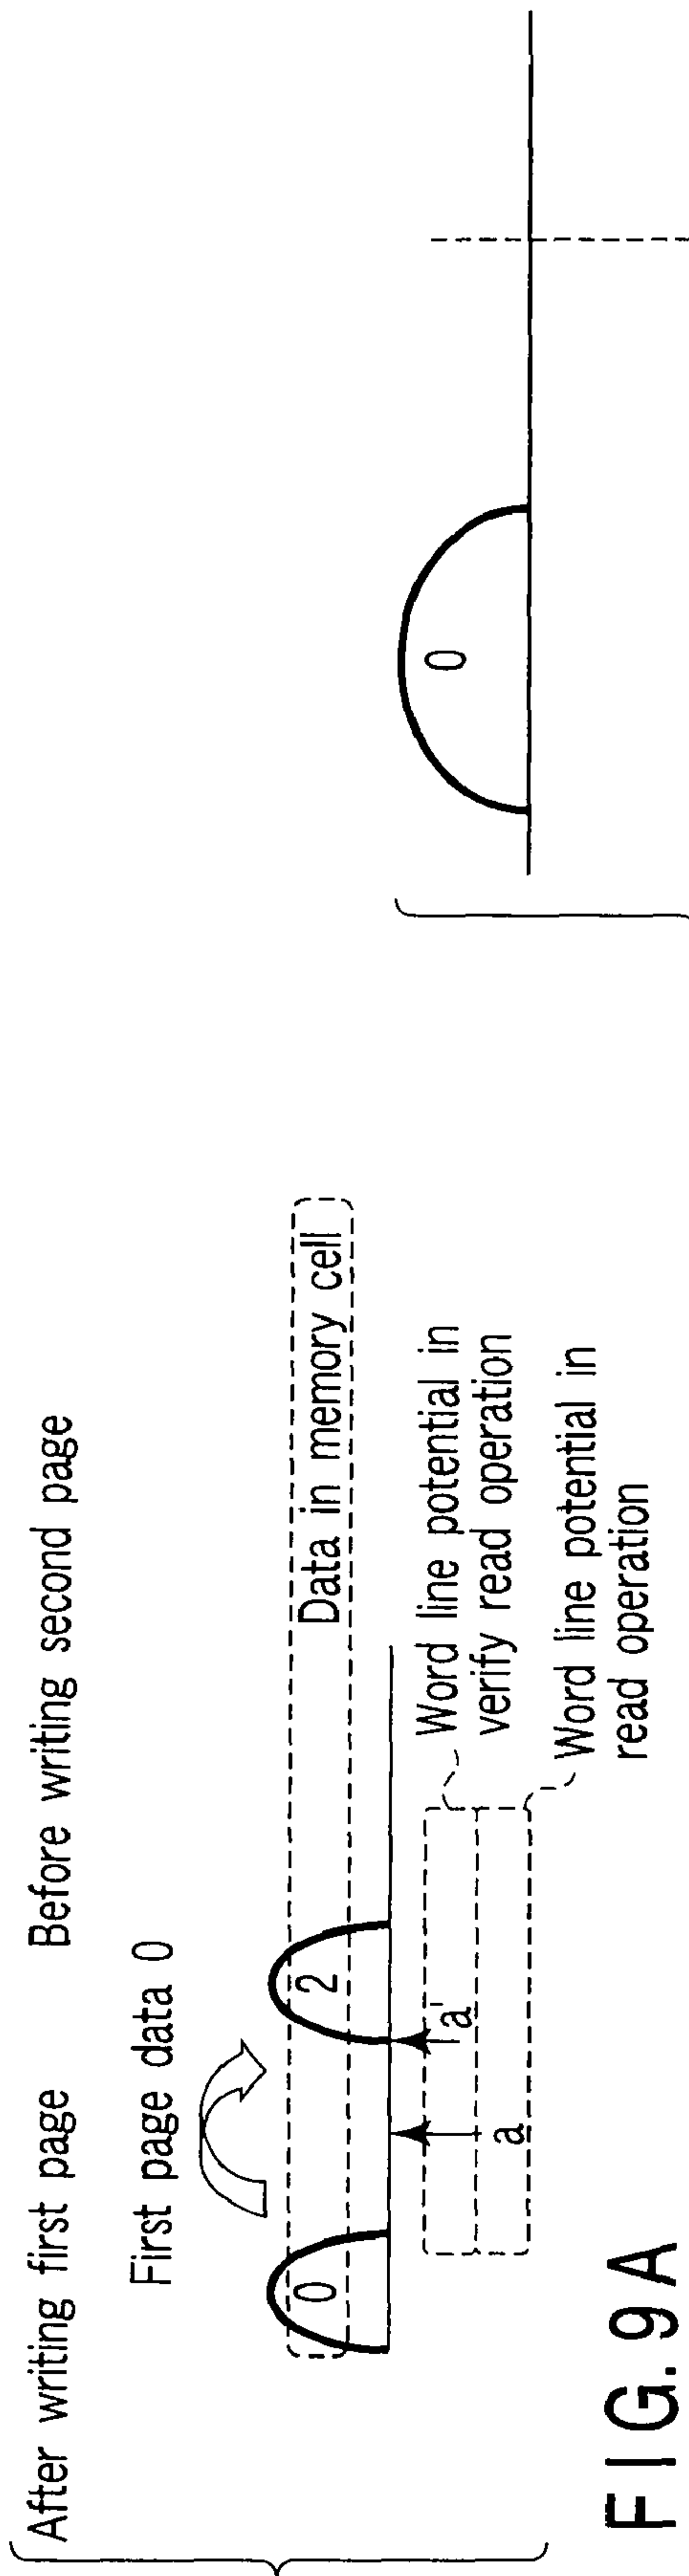 After writing first page
Before writing second page
First page data 0
0
2
Data in memory cell
a'
Word line potential in
verify read operation
a
Word line potential in
read operation
FIG. 9A
0